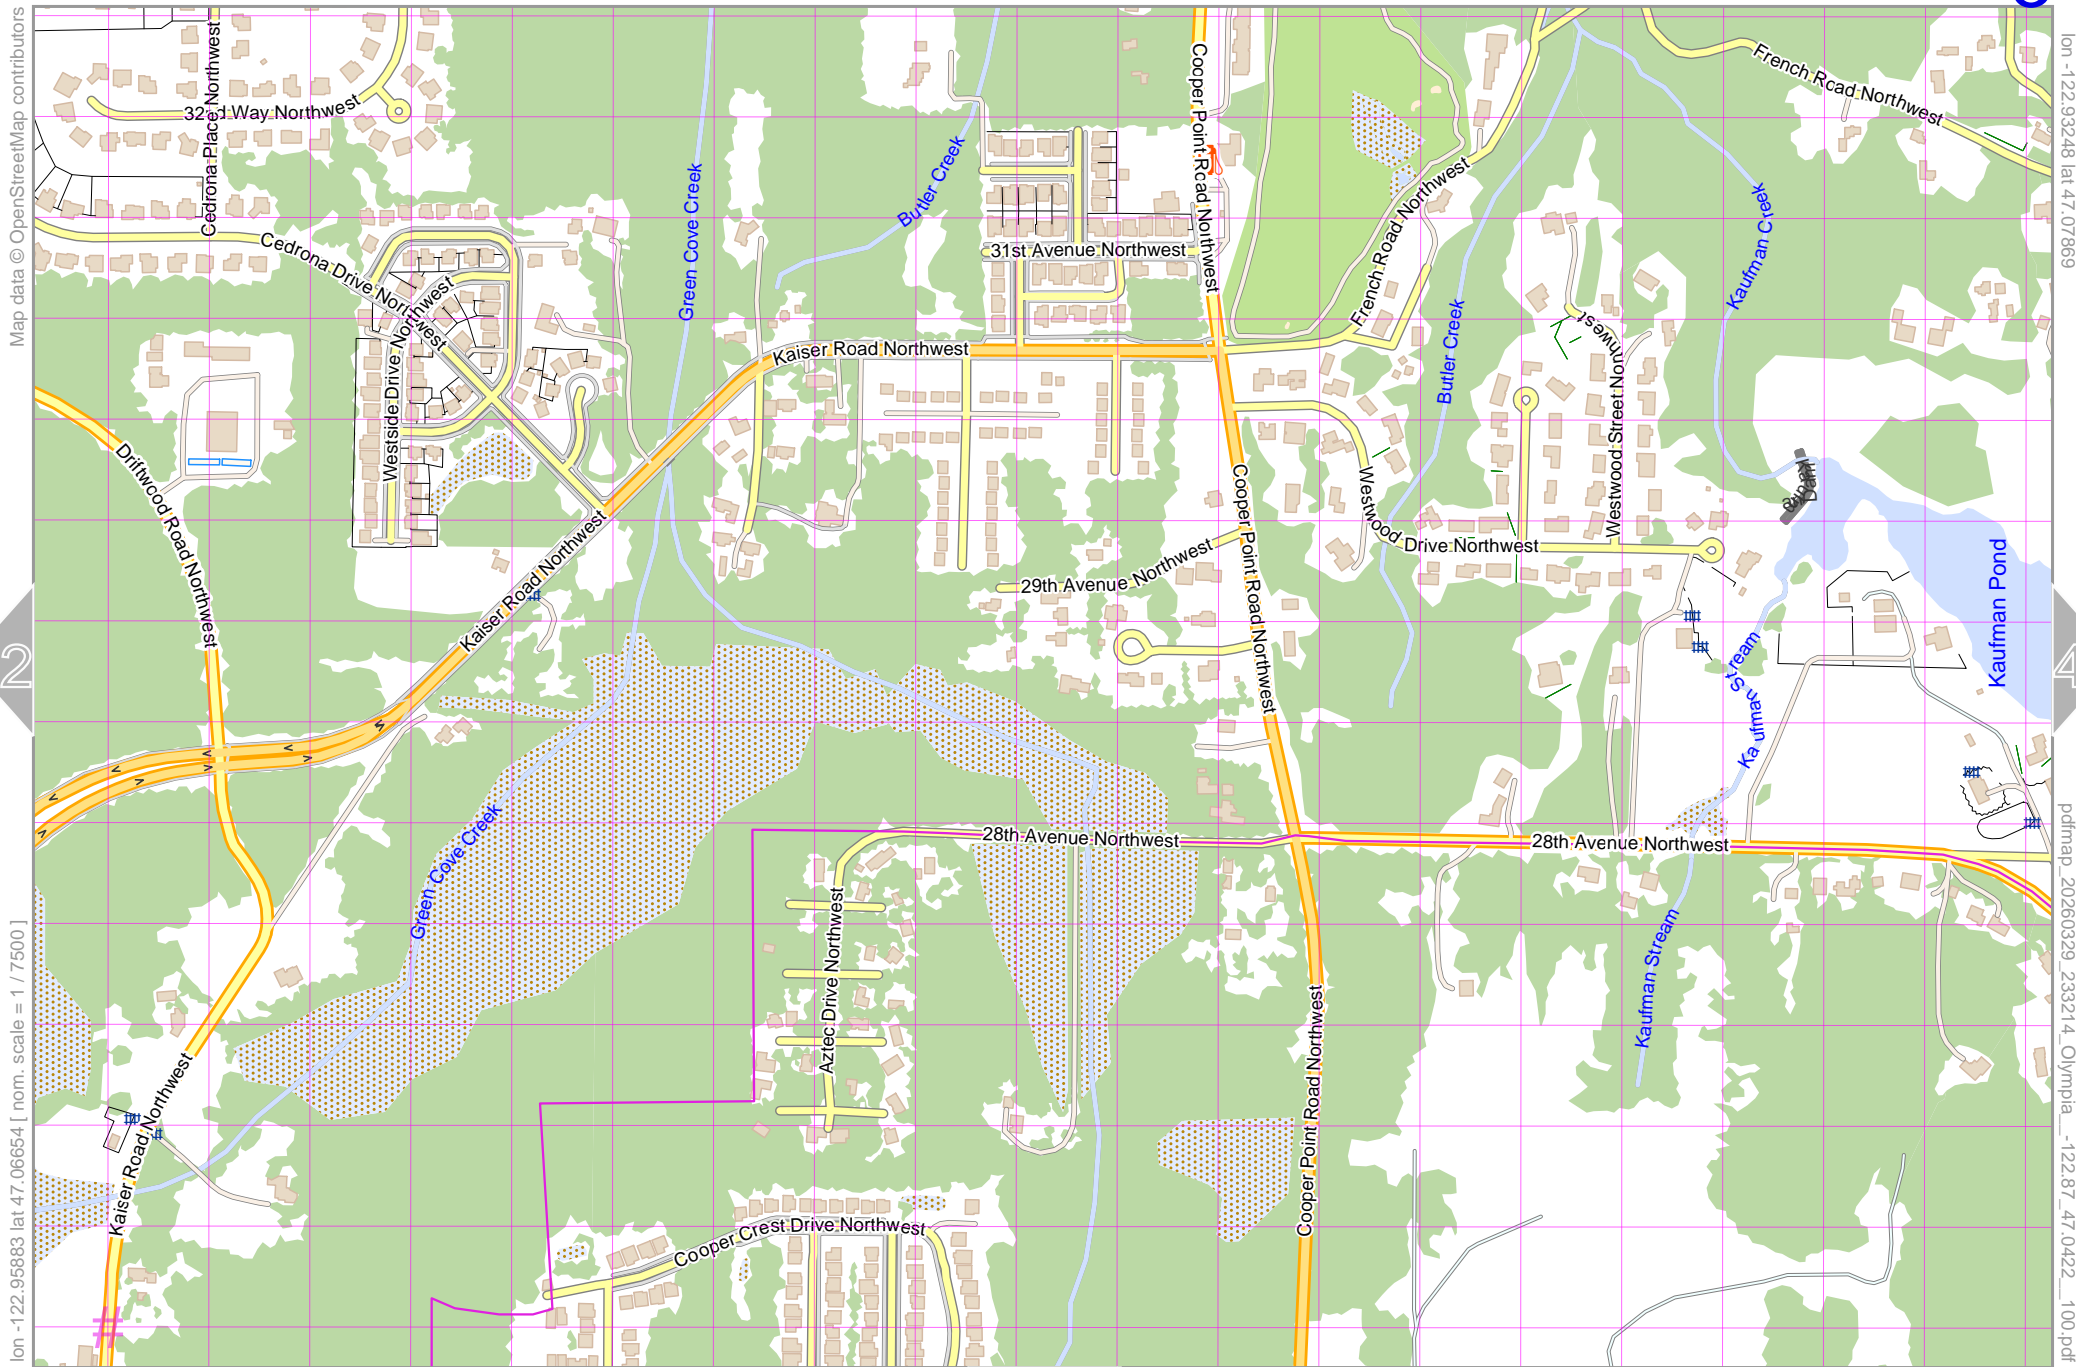 Map data © OpenStreetMap contributors
lon -122.95883 lat 47.06654 [ nom. scale = 1 / 7500 ]
lon -122.93248 lat 47.07869
pdfmap_20260329_233214_Olympia__-122.87_47.0422__100.pdf
2
4
Cedrona Place Northwest
32nd Way Northwest
Cedrona Drive Northwest
Westside Drive Northwest
Driftwood Road Northwest
Green Cove Creek
Butler Creek
Cooper Point Road Northwest
31st Avenue Northwest
Kaiser Road Northwest
French Road Northwest
French Road Northwest
Kaufman Creek
Butler Creek
Westwood Street Northwest
Westwood Drive Northwest
Dam
Kaufman Pond
Cooper Point Road Northwest
29th Avenue Northwest
Kaiser Road Northwest
Kaufman Stream
Green Cove Creek
28th Avenue Northwest
28th Avenue Northwest
Aztec Drive Northwest
Kaufman Stream
Cooper Point Road Northwest
Kaiser Road Northwest
Cooper Crest Drive Northwest